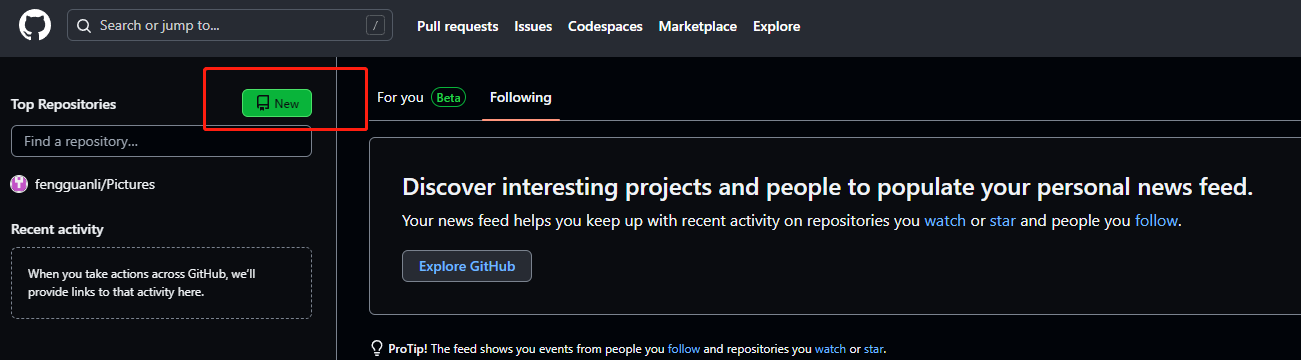 Search or jump to... /
Pull requests Issues Codespaces Marketplace Explore
Top Repositories New
Find a repository...
fengguanli/Pictures
Recent activity
When you take actions across GitHub, we'll
provide links to that activity here.
For you Beta Following
Discover interesting projects and people to populate your personal news feed.
Your news feed helps you keep up with recent activity on repositories you watch or star and people you follow.
Explore GitHub
ProTip! The feed shows you events from people you follow and repositories you watch or star.